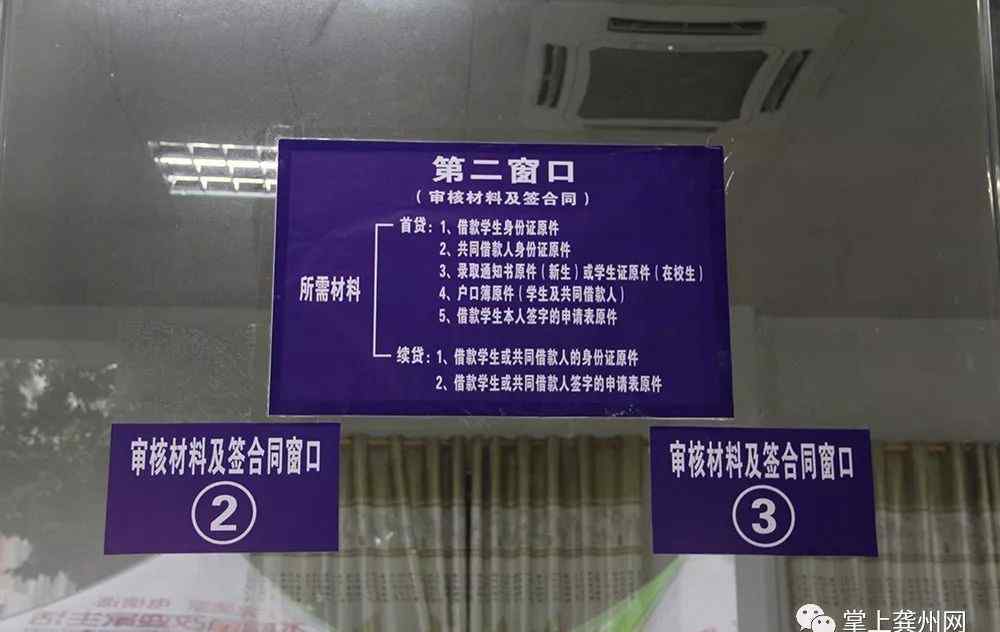 第二窗口
（审核材料及签合同）
所需材料
首贷：1、借款学生身份证原件
2、共同借款人身份证原件
3、录取通知书原件（新生）或学生证原件（在校生）
4、户口簿原件（学生及共同借款人）
5、借款学生本人签字的申请表原件
续贷：1、借款学生或共同借款人的身份证原件
2、借款学生或共同借款人签字的申请表原件
审核材料及签合同窗口
2
审核材料及签合同窗口
3
掌上龚州网